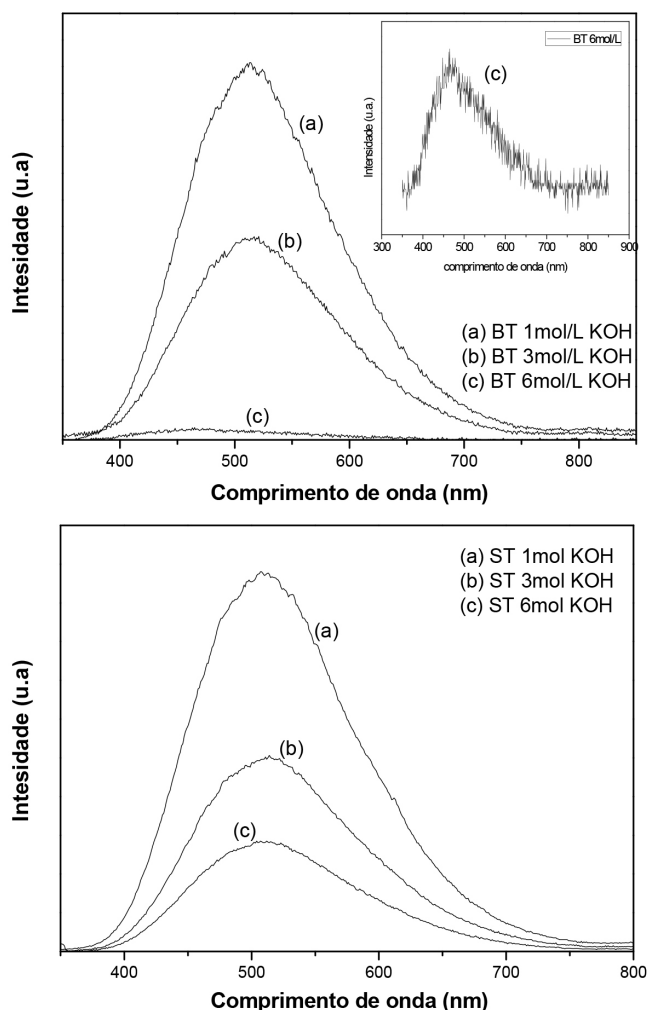 BT 6mol/L
(c)
Intensidade (u.a.)
300 400 500 600 700 800 900
comprimento de onda (nm)
(a)
(b)
(c)
(a) BT 1mol/L KOH
(b) BT 3mol/L KOH
(c) BT 6mol/L KOH
Intesidade (u.a)
400 500 600 700 800
Comprimento de onda (nm)
(a) ST 1mol KOH
(b) ST 3mol KOH
(c) ST 6mol KOH
(a)
(b)
(c)
Intesidade (u.a)
400 500 600 700 800
Comprimento de onda (nm)